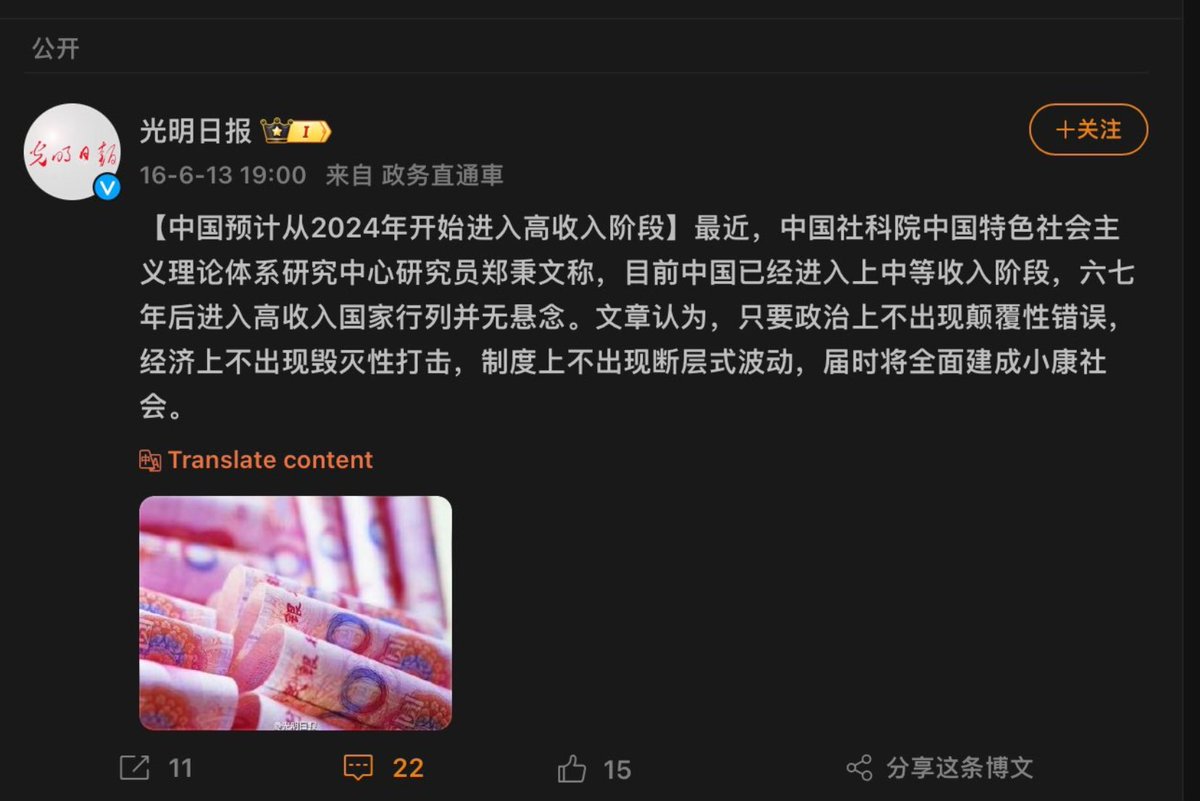 公开
光明日报
光明日报 I
＋关注
16-6-13 19:00 来自 政务直通車
【中国预计从2024年开始进入高收入阶段】最近，中国社科院中国特色社会主
义理论体系研究中心研究员郑秉文称，目前中国已经进入上中等收入阶段，六七
年后进入高收入国家行列并无悬念。文章认为，只要政治上不出现颠覆性错误，
经济上不出现毁灭性打击，制度上不出现断层式波动，届时将全面建成小康社
会。
Translate content
@光明日报
11
22
15
分享这条博文